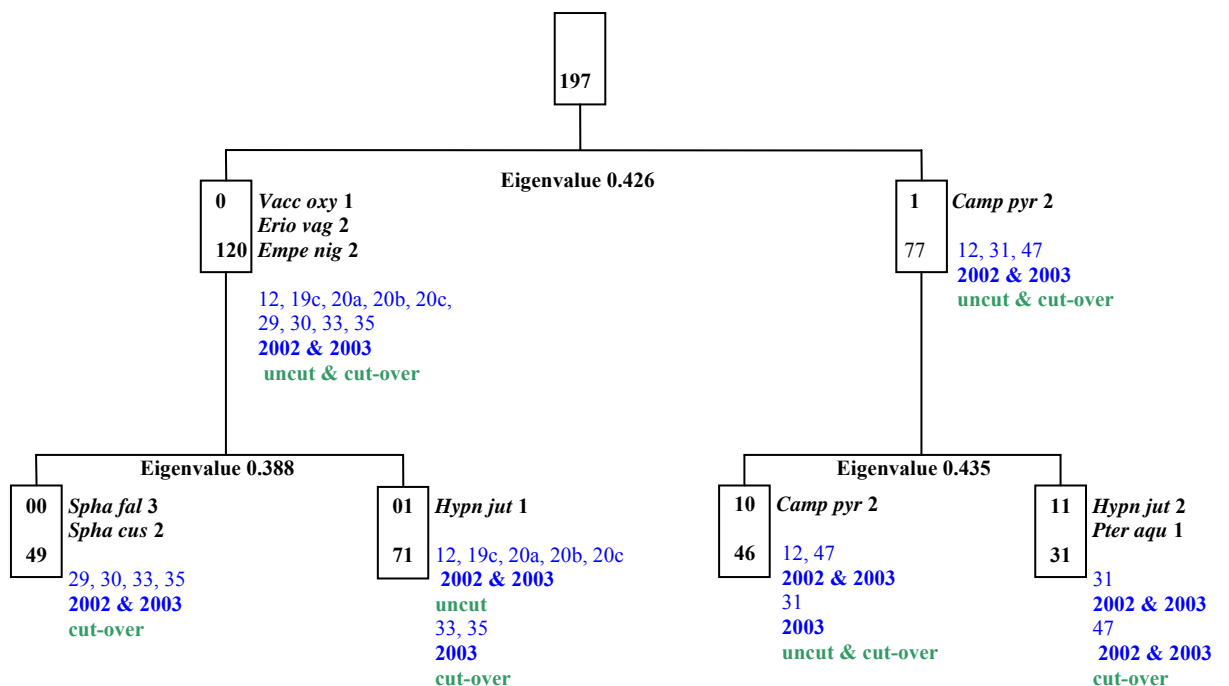 197
Eigenvalue 0.426
0
Vacc oxy 1
Erio vag 2
120 Empe nig 2
12, 19c, 20a, 20b, 20c,
29, 30, 33, 35
2002 & 2003
uncut & cut-over
1
Camp pyr 2
77
12, 31, 47
2002 & 2003
uncut & cut-over
Eigenvalue 0.388
00
Spha fal 3
Spha cus 2
49
29, 30, 33, 35
2002 & 2003
cut-over
01
Hypn jut 1
71
12, 19c, 20a, 20b, 20c
2002 & 2003
uncut
33, 35
2003
cut-over
Eigenvalue 0.435
10
Camp pyr 2
46
12, 47
2002 & 2003
31
2003
uncut & cut-over
11
Hypn jut 2
Pter aqu 1
31
31
2002 & 2003
47
2002 & 2003
cut-over